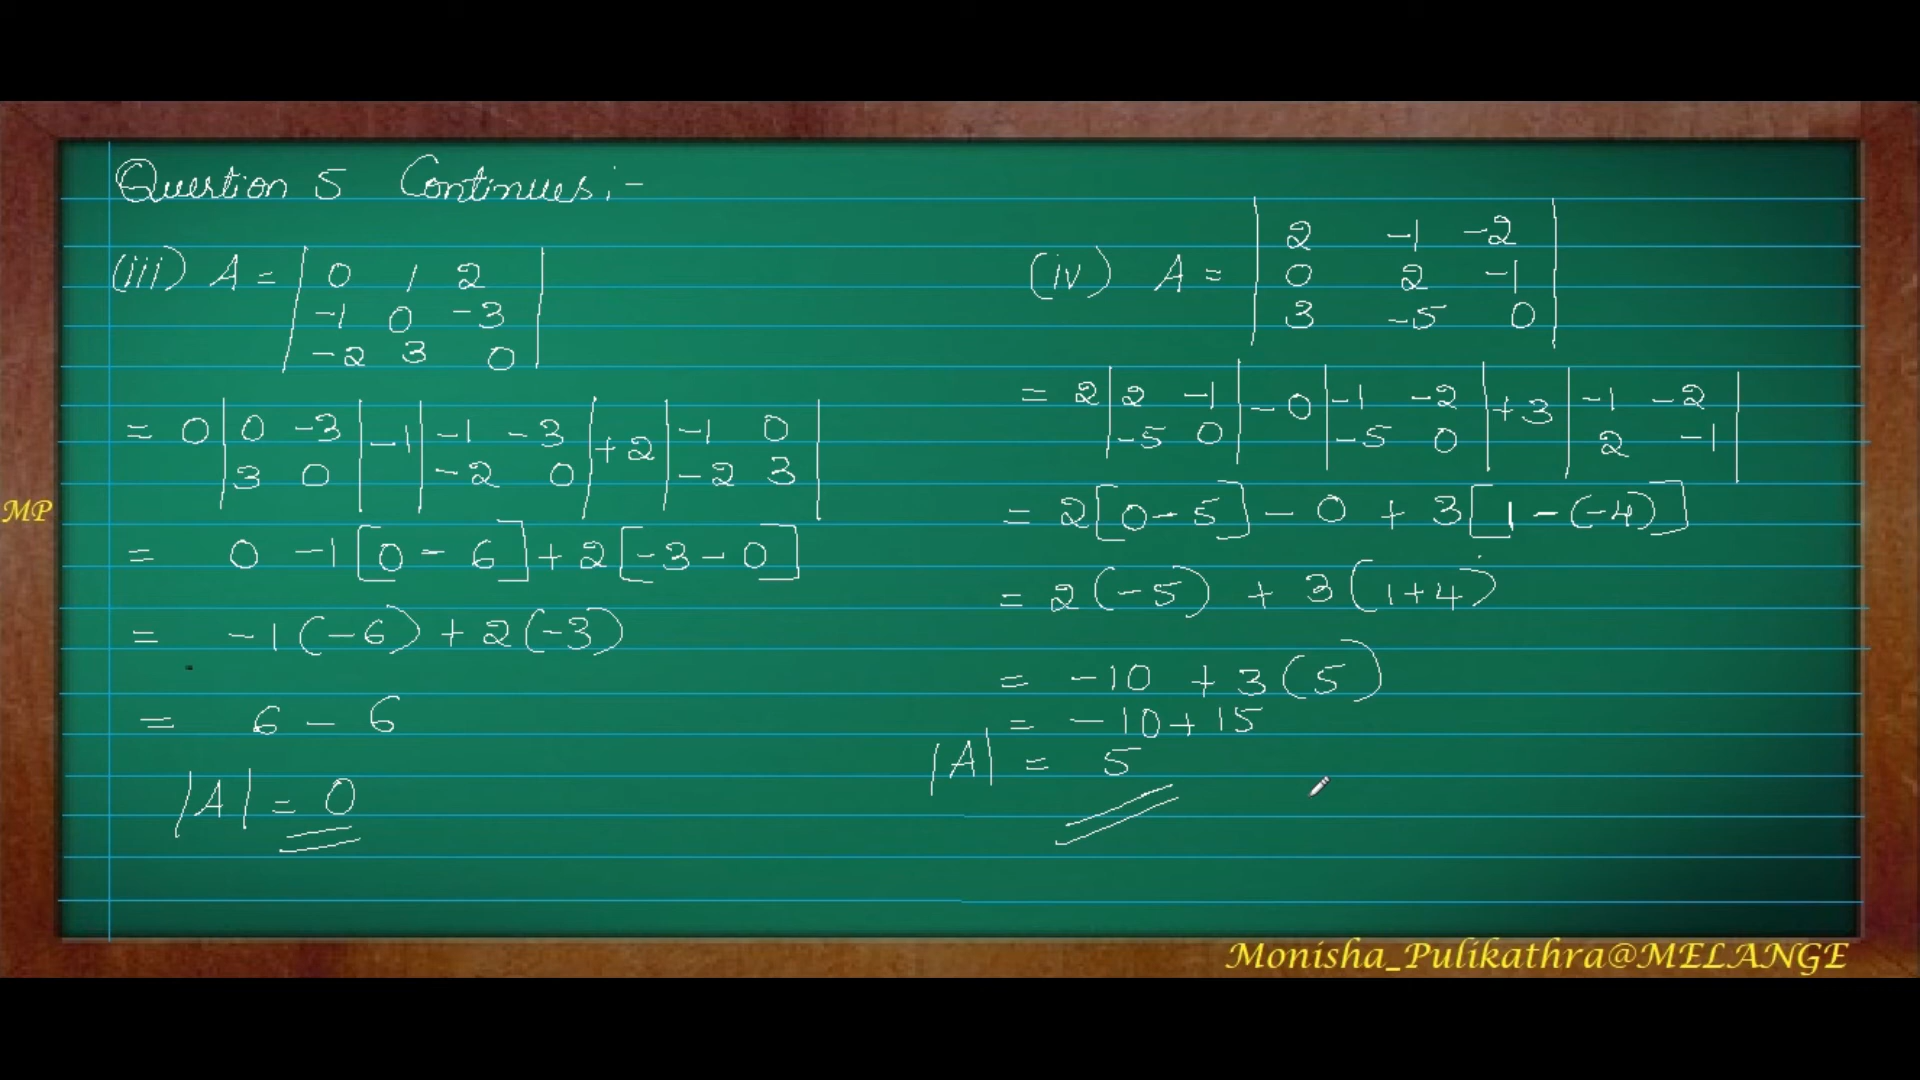 Question 5 Continues:-
(iii) A = | 0 1 2 |
| -1 0 -3 |
| -2 3 0 |
= 0 | 0 -3 | -1 | -1 -3 | +2 | -1 0 |
| 3 0 | | -2 0 | | -2 3 |
= 0 -1 [0 - 6] + 2 [-3 - 0]
= -1 (-6) + 2 (-3)
= 6 - 6
|A| = 0
(iv) A = | 2 -1 -2 |
| 0 2 -1 |
| 3 -5 0 |
= 2 | 2 -1 | - 0 | -1 -2 | +3 | -1 -2 |
| -5 0 | | -5 0 | | 2 -1 |
= 2 [0 - 5] - 0 + 3 [1 - (-4)]
= 2 (-5) + 3 (1+4)
= -10 + 3 (5)
= -10 + 15
|A| = 5
MP
Monisha_Pulikathra@MELANGE